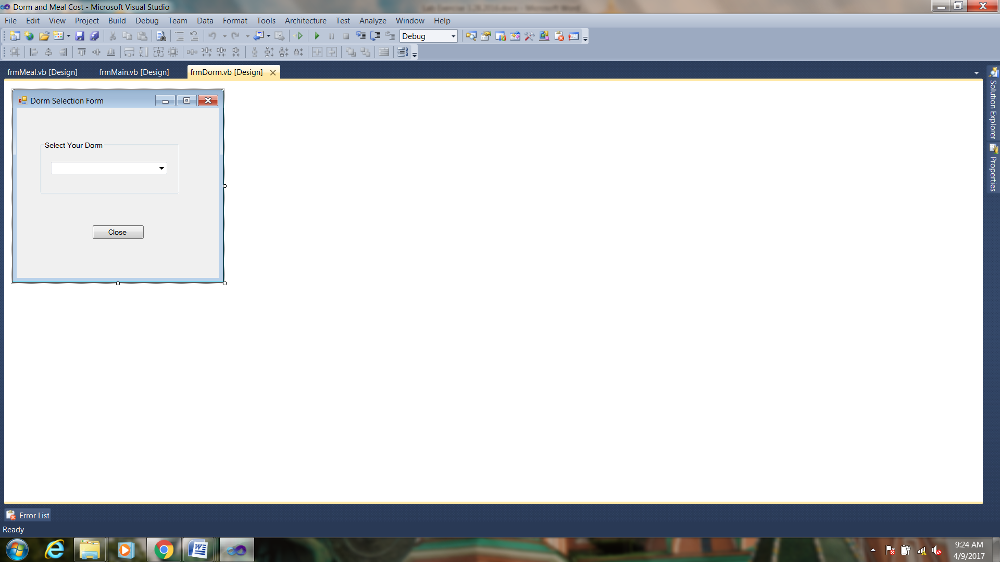 Dorm and Meal Cost - Microsoft Visual Studio
File Edit View Project Build Debug Team Data Format Tools Architecture Test Analyze Window Help
Debug
frmMeal.vb [Design] frmMain.vb [Design] frmDorm.vb [Design]
Dorm Selection Form
Select Your Dorm
Close
Solution Explorer
Properties
Error List
Ready
9:24 AM
4/9/2017